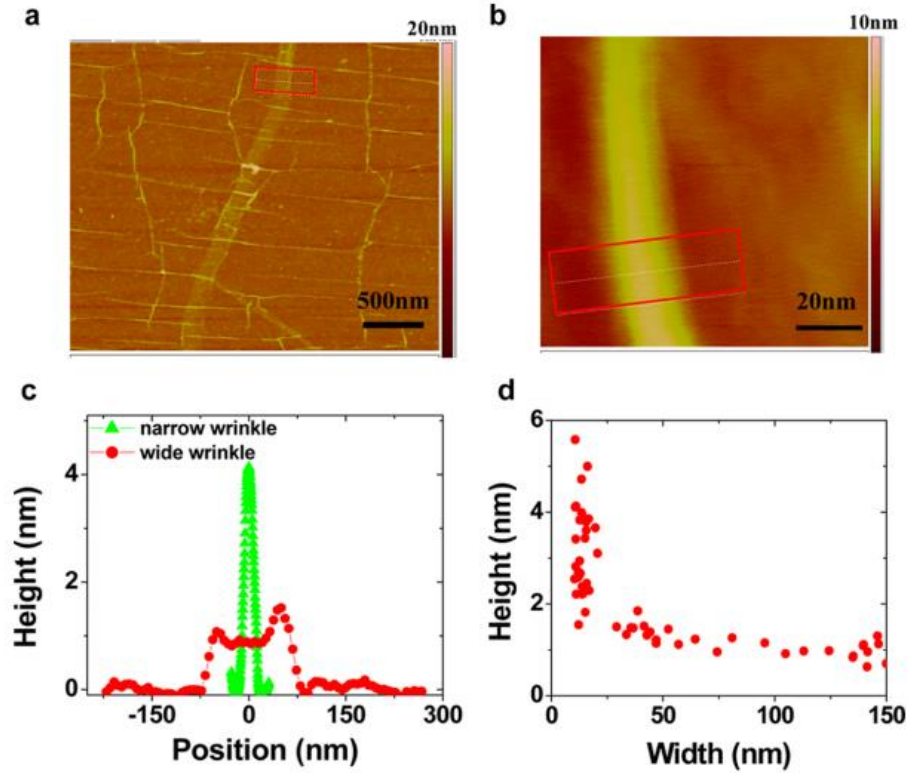 a
20nm
500nm
b
10nm
20nm
c
narrow wrinkle
wide wrinkle
4
2
0
Height (nm)
-150
0
150
300
Position (nm)
d
6
4
2
0
Height (nm)
0
50
100
150
Width (nm)